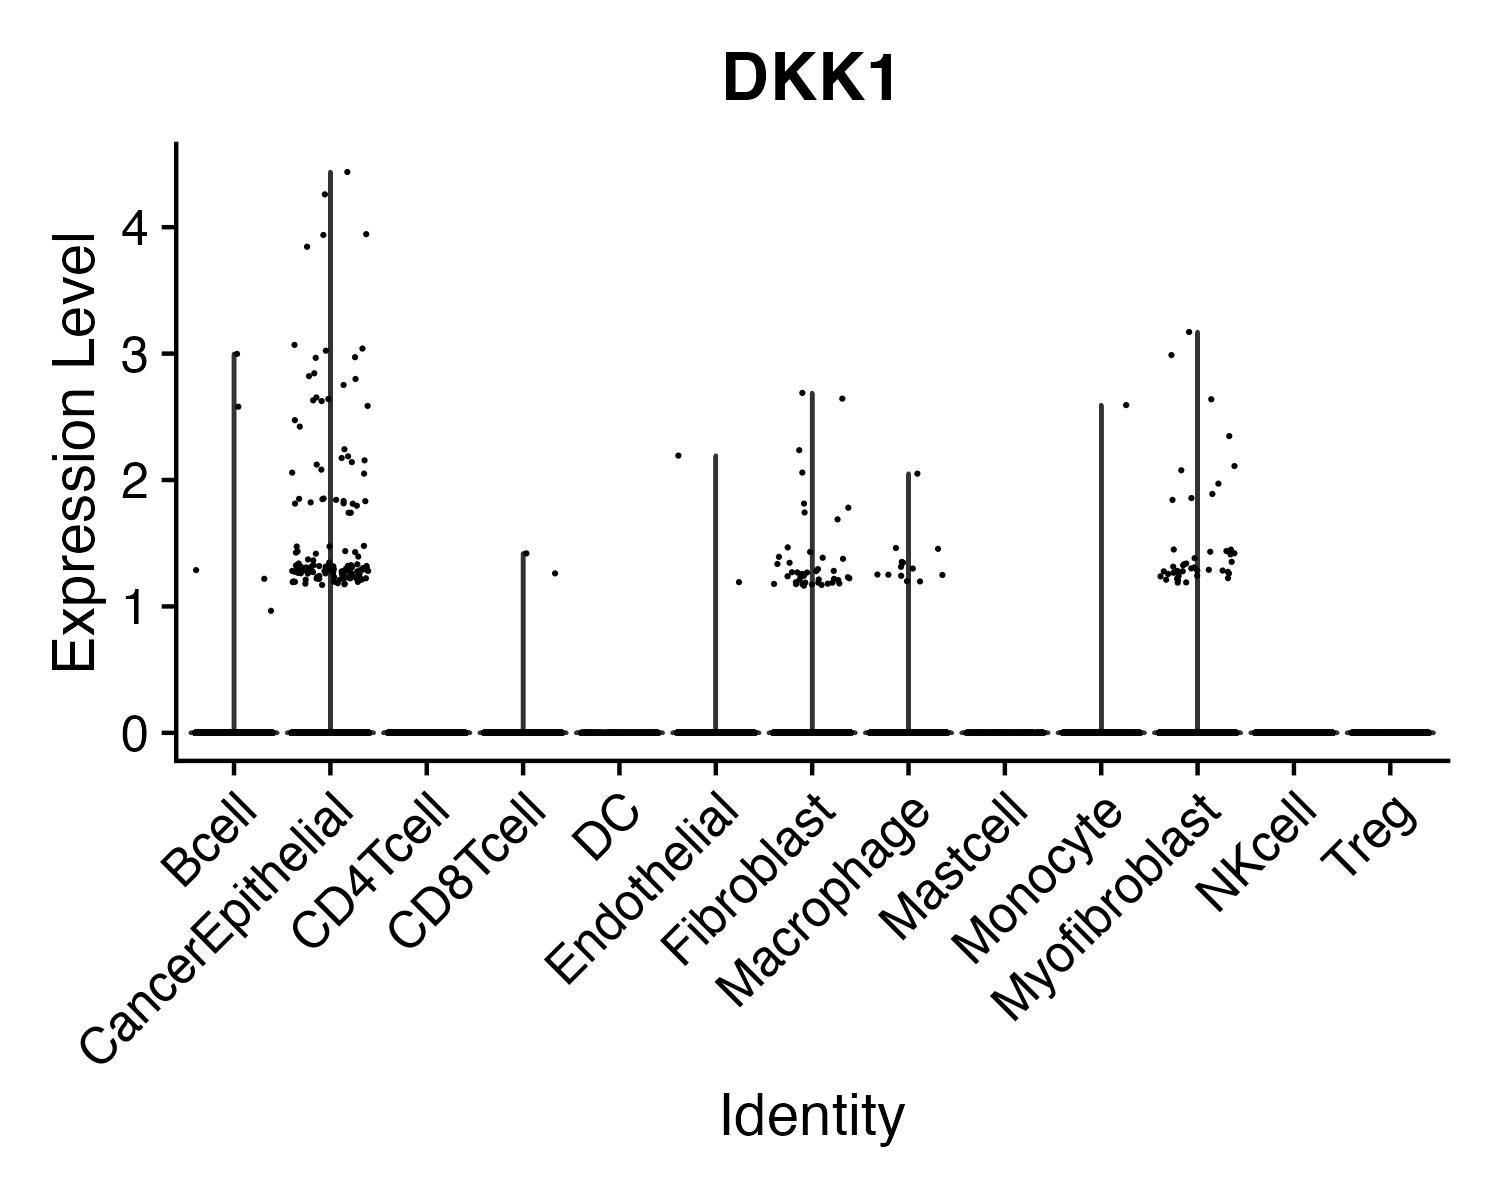 DKK1
Expression Level
4
3
2
1
0
Bcell
CancerEpithelial
CD4Tcell
CD8Tcell
DC
Endothelial
Fibroblast
Macrophage
Mastcell
Monocyte
Myofibroblast
NKcell
Treg
Identity